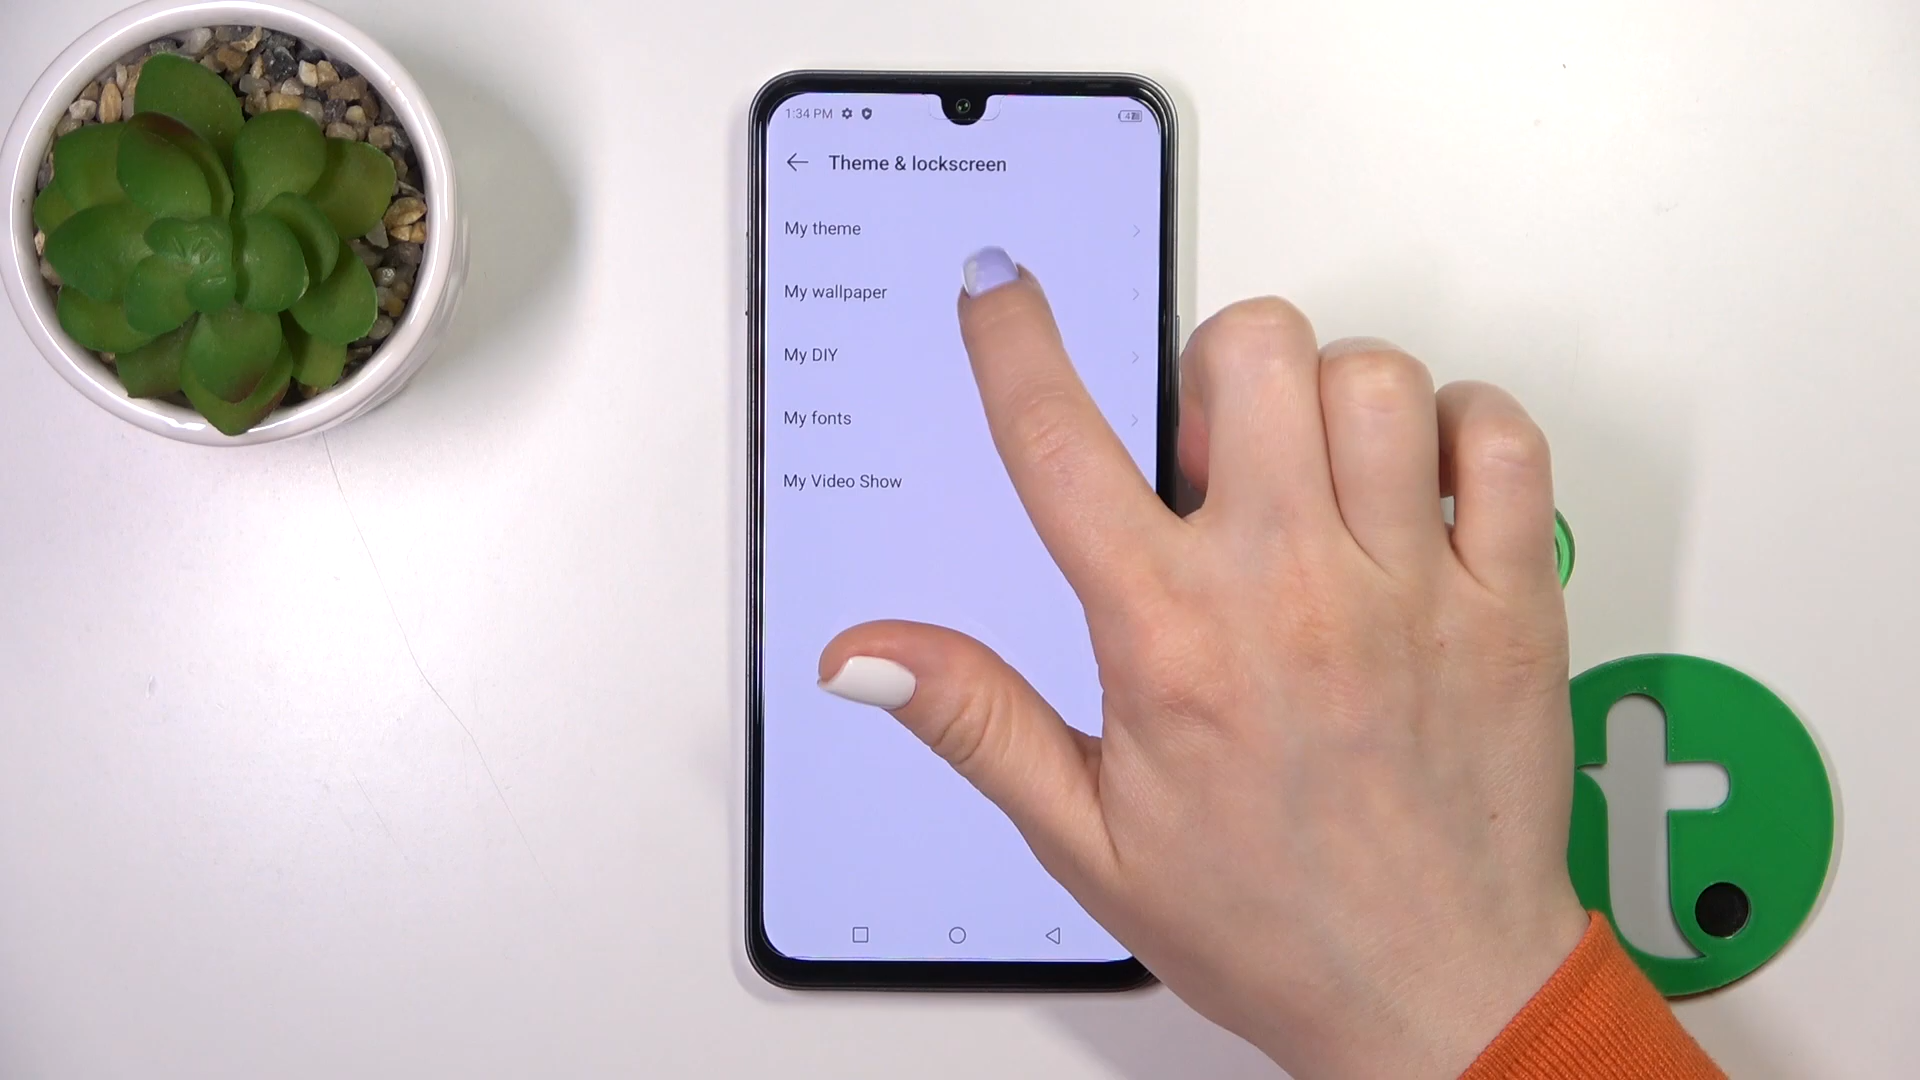 1:34 PM
Theme & lockscreen
My theme
My wallpaper
My DIY
My fonts
My Video Show
t